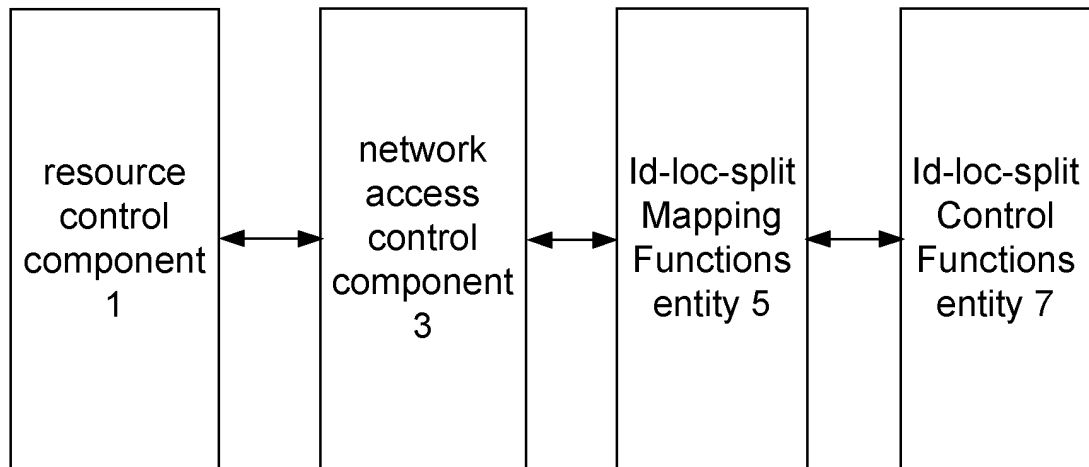 resource
control
component
1
network
access
control
component
3
Id-loc-split
Mapping
Functions
entity 5
Id-loc-split
Control
Functions
entity 7